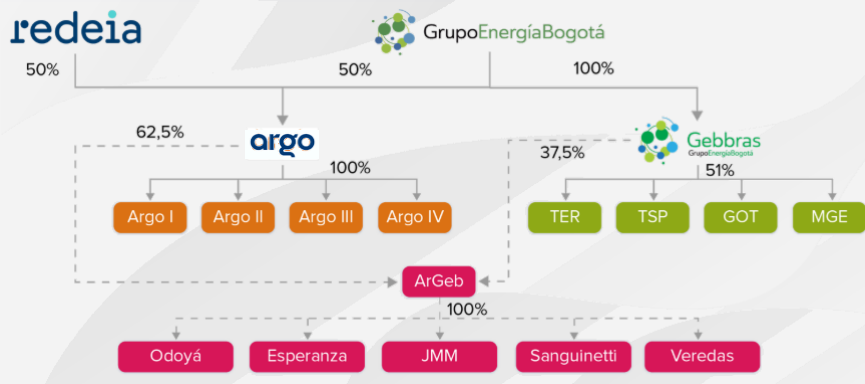 redeia
GrupoEnergíaBogotá
50%
50%
100%
62,5%
argo
Gebbras
GrupoEnergíaBogotá
37,5%
100%
51%
Argo I
Argo II
Argo III
Argo IV
TER
TSP
GOT
MGE
ArGeb
100%
Odoyá
Esperanza
JMM
Sanguinetti
Veredas